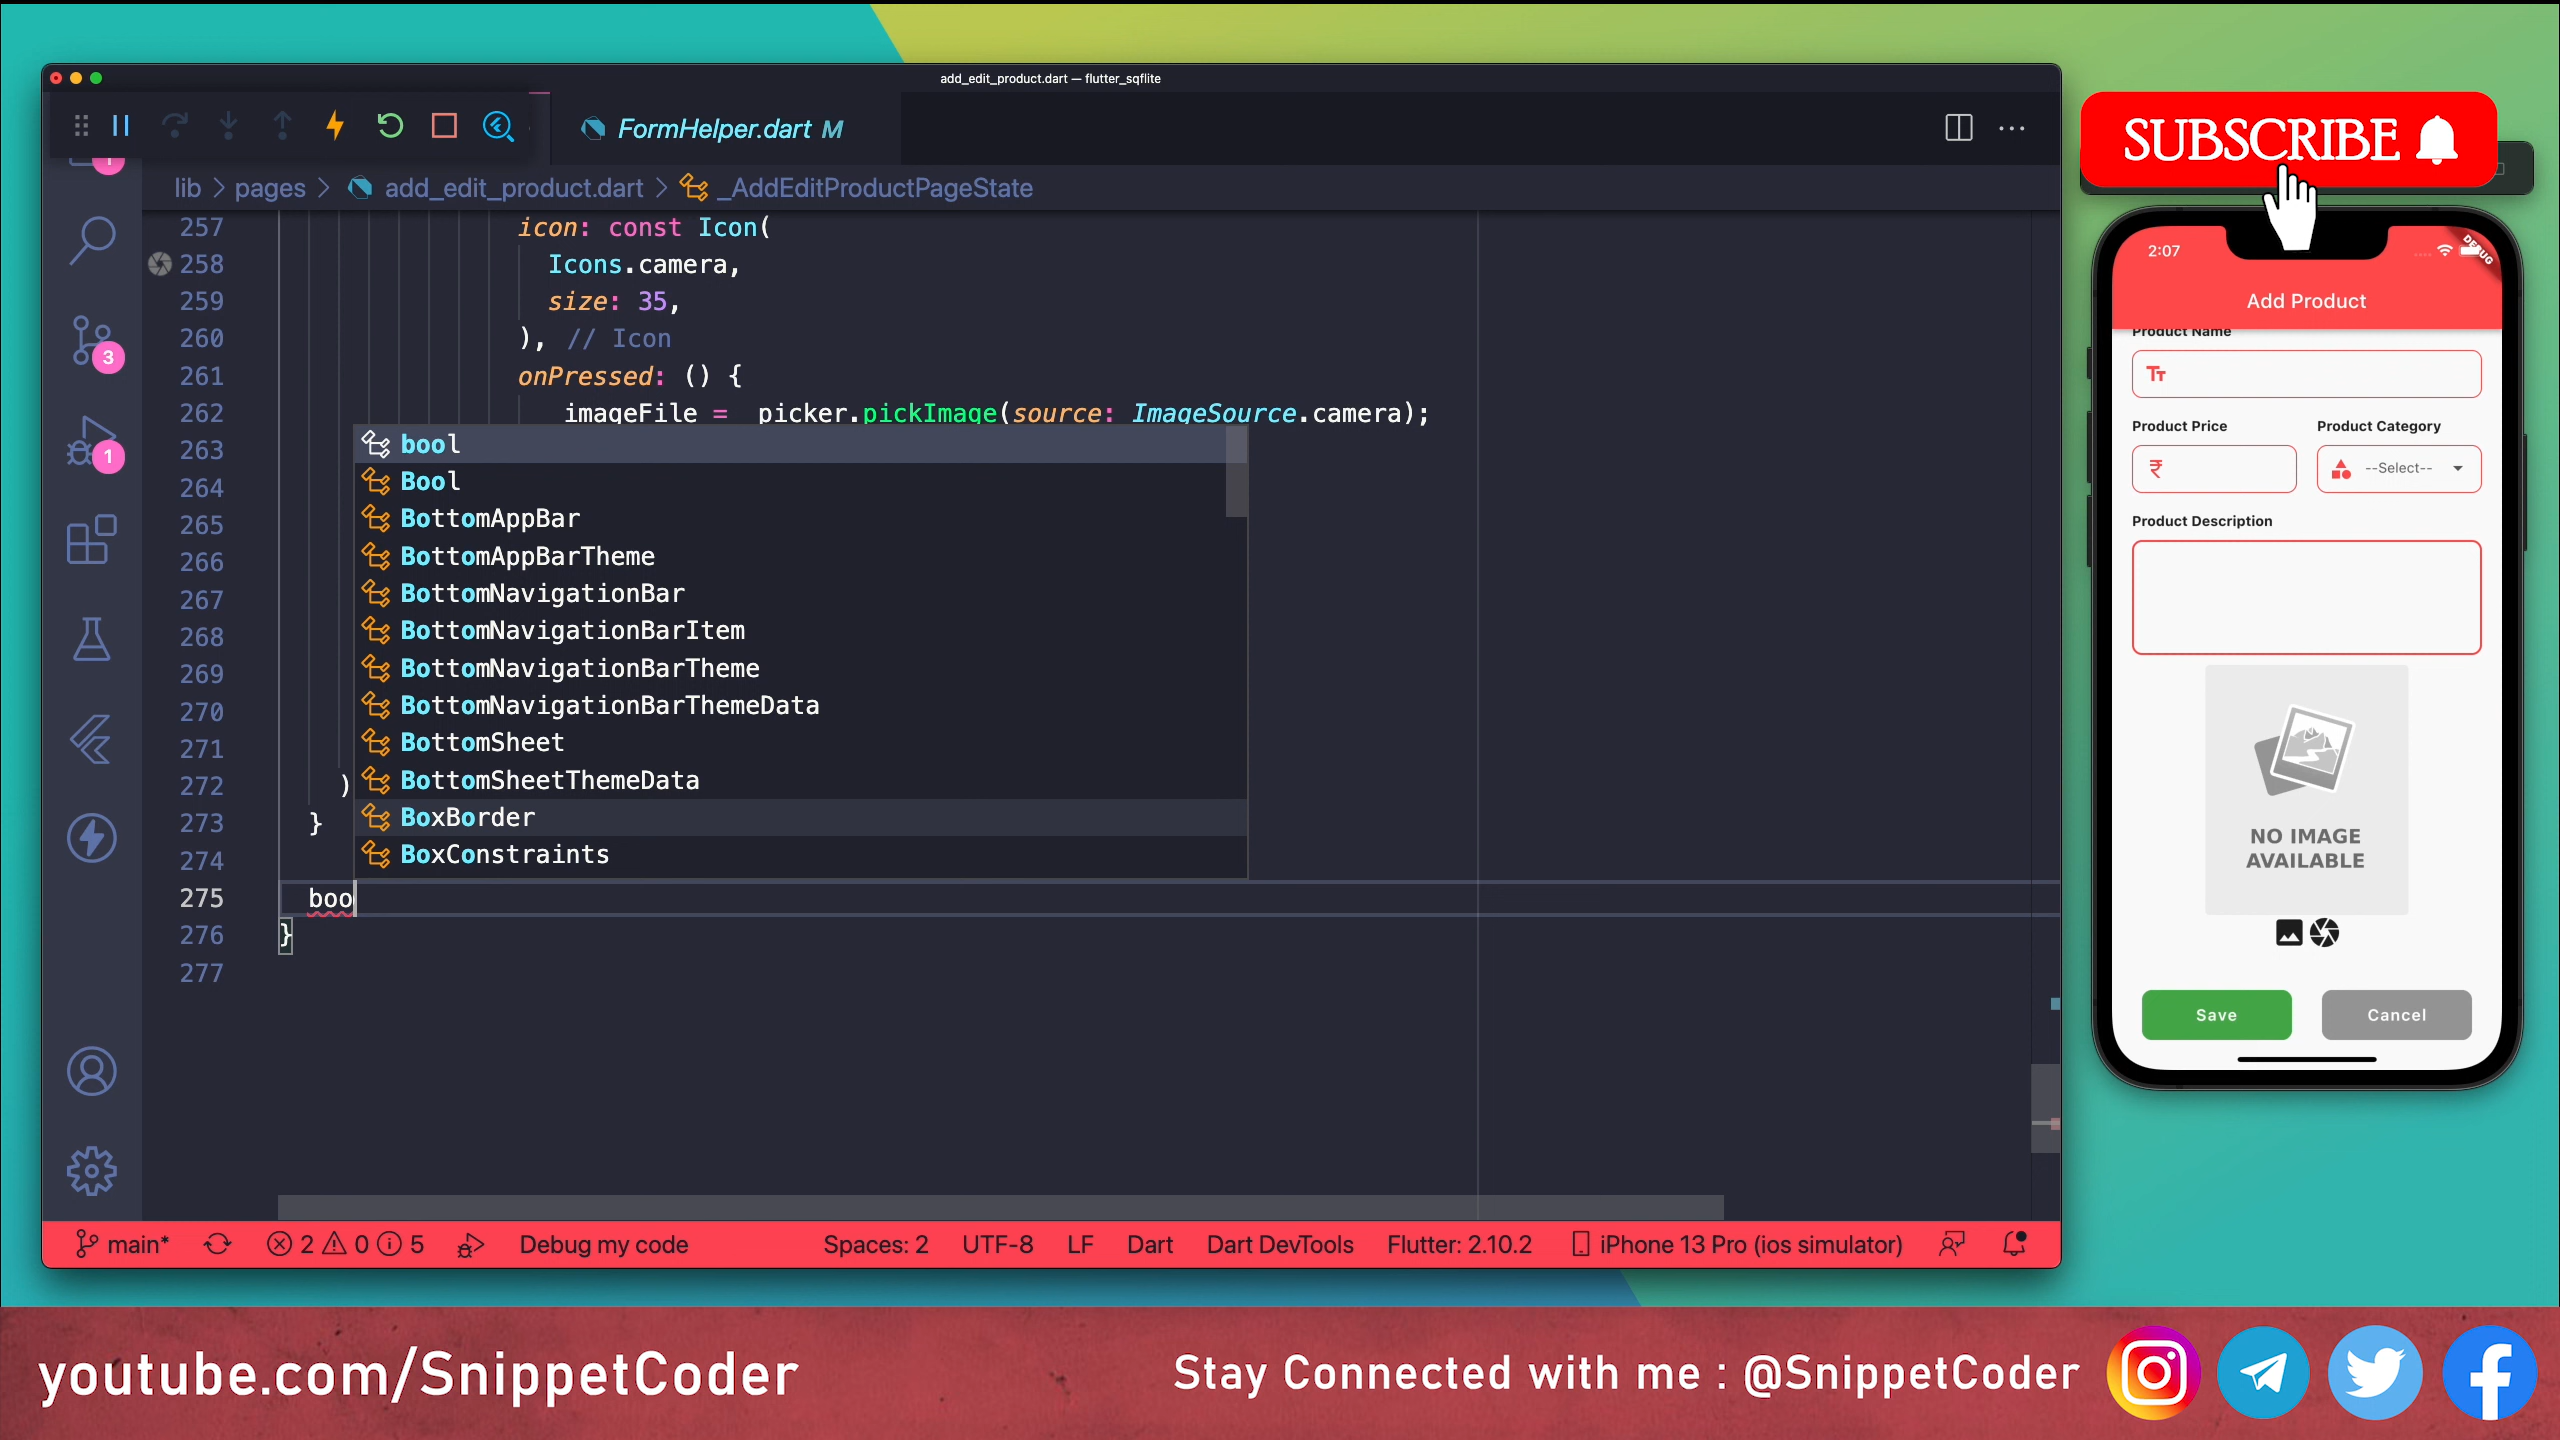 add_edit_product.dart — flutter_sqflite
FormHelper.dart M
lib > pages > add_edit_product.dart > _AddEditProductPageState
257 icon: const Icon(
258 Icons.camera,
259 size: 35,
260 ), // Icon
261 onPressed: () {
262 imageFile = picker.pickImage(source: ImageSource.camera);
263
264
265
266
267
268
269
270
271
272 )
273 }
274
275 boo
276 }
277
bool
Bool
BottomAppBar
BottomAppBarTheme
BottomNavigationBar
BottomNavigationBarItem
BottomNavigationBarTheme
BottomNavigationBarThemeData
BottomSheet
BottomSheetThemeData
BoxBorder
BoxConstraints
1
3
1
main* 2 0 5 Debug my code Spaces: 2 UTF-8 LF Dart Dart DevTools Flutter: 2.10.2 iPhone 13 Pro (ios simulator)
SUBSCRIBE
2:07
DEBUG
Add Product
Product Name
Product Price Product Category
₹ --Select--
Product Description
NO IMAGE
AVAILABLE
Save Cancel
youtube.com/SnippetCoder
Stay Connected with me : @SnippetCoder